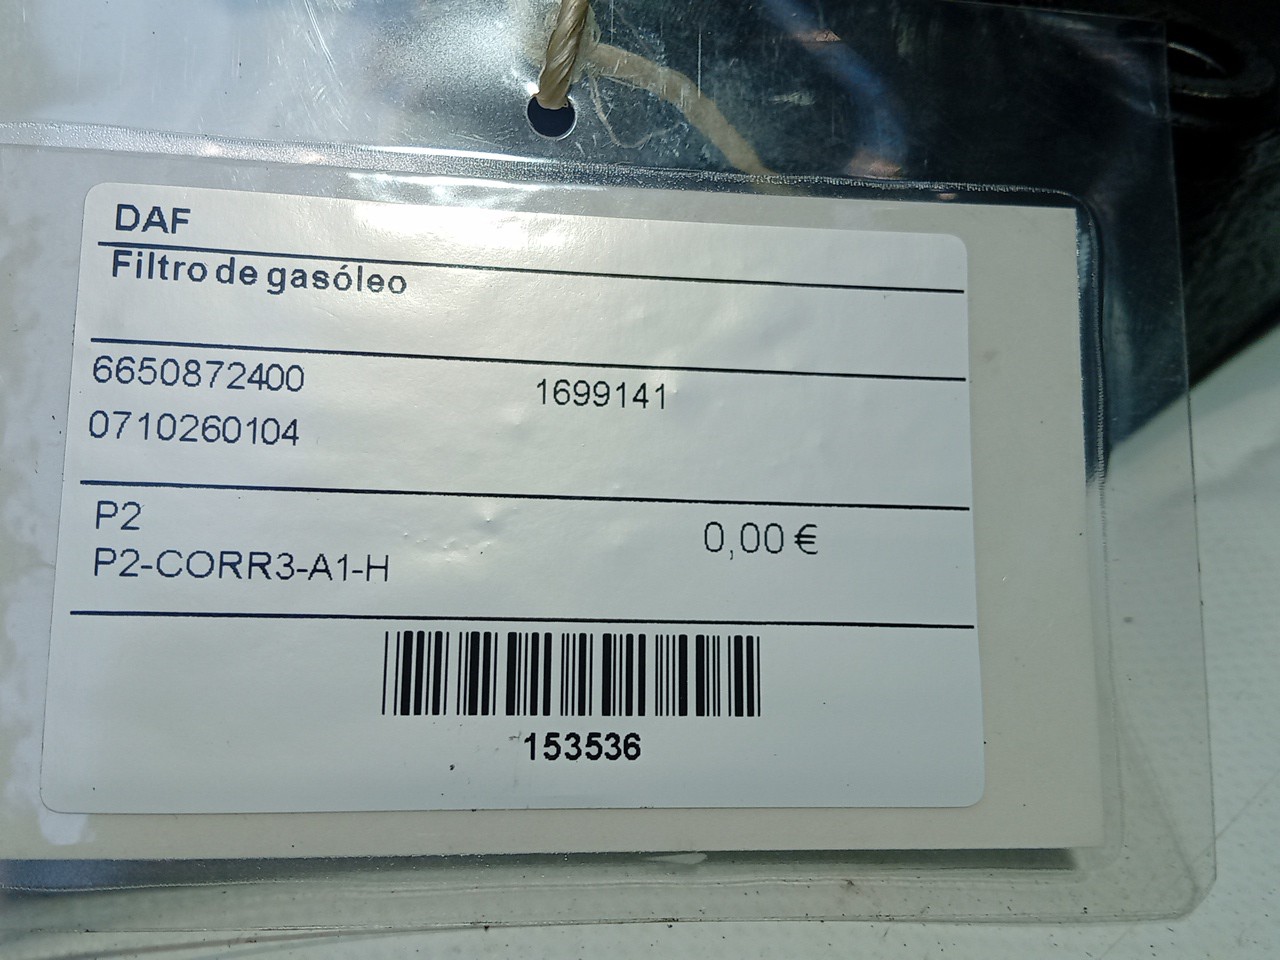 DAF
Filtro de gasóleo
6650872400 1699141
0710260104
P2
0,00 €
P2-CORR3-A1-H
153536